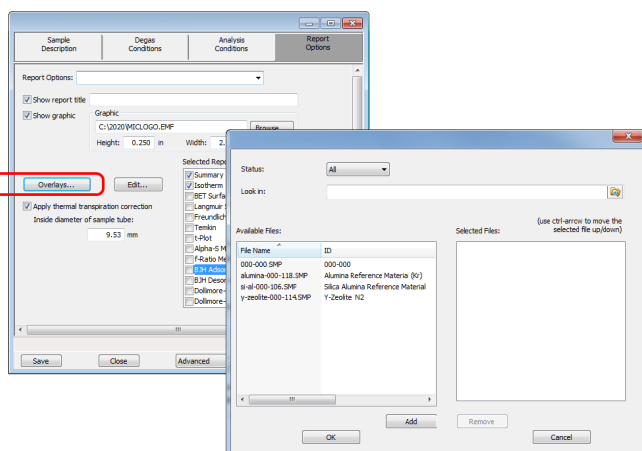 Sample Description
Degas Conditions
Analysis Conditions
Report Options
Report Options:
Show report title
Show graphic
Graphic
C:\2020\MICLOGO.EMF
Browse
Height: 0.250 in Width: 2.
Selected Repo
Overlays...
Edit...
Summary
Isotherm
BET Surfa
Langmuir
Freundlich
Temkin
t-Plot
Alpha-S M
f-Ratio Me
BJH Adsor
BJH Desor
Dollimore-
Dollimore-
Apply thermal transpiration correction
Inside diameter of sample tube:
9.53 mm
Save
Close
Advanced
Status:
All
Look in:
Available Files:
Selected Files:
(use ctrl-arrow to move the
selected file up/down)
File Name ID
000-000.SMP 000-000
alumina-000-118.SMP Alumina Reference Material (Kr)
si-al-000-106.SMP Silica Alumina Reference Material
y-zeolite-000-114.SMP Y-Zeolite N2
Add
Remove
OK
Cancel